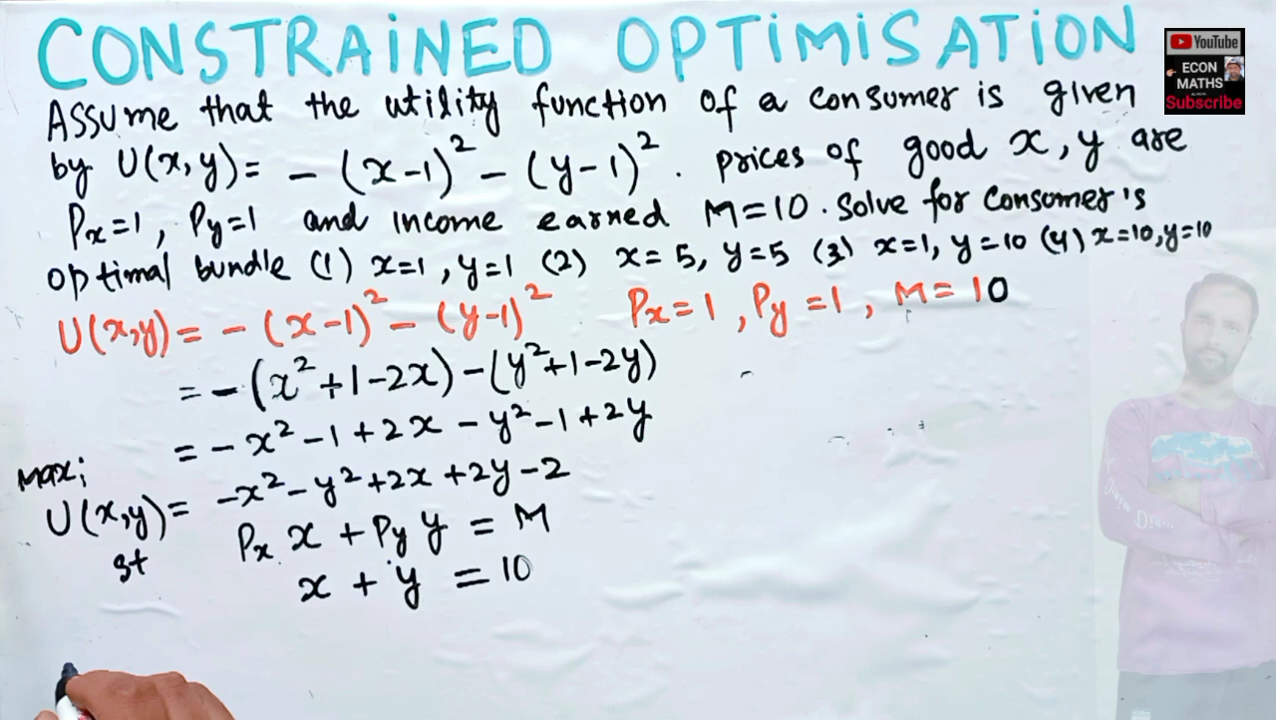 CONSTRAINED OPTIMISATION
YouTube
ECON
MATHS
Subscribe
Assume that the utility function of a consumer is given
by U(x,y)= -(x-1)² - (y-1)². prices of good x, y are
Px=1, Py=1 and income earned M=10. Solve for Consomer's
optimal bundle (1) x=1, y=1 (2) x=5, y=5 (3) x=1, y=10 (4) x=10, y=10
U(x,y)= -(x-1)² - (y-1)² Px=1, Py=1, M=10
= -(x²+1-2x)-(y²+1-2y)
= -x²-1+2x-y²-1+2y
Max;
U(x,y)= -x²-y²+2x+2y-2
st Px x + Py y = M
x + y = 10